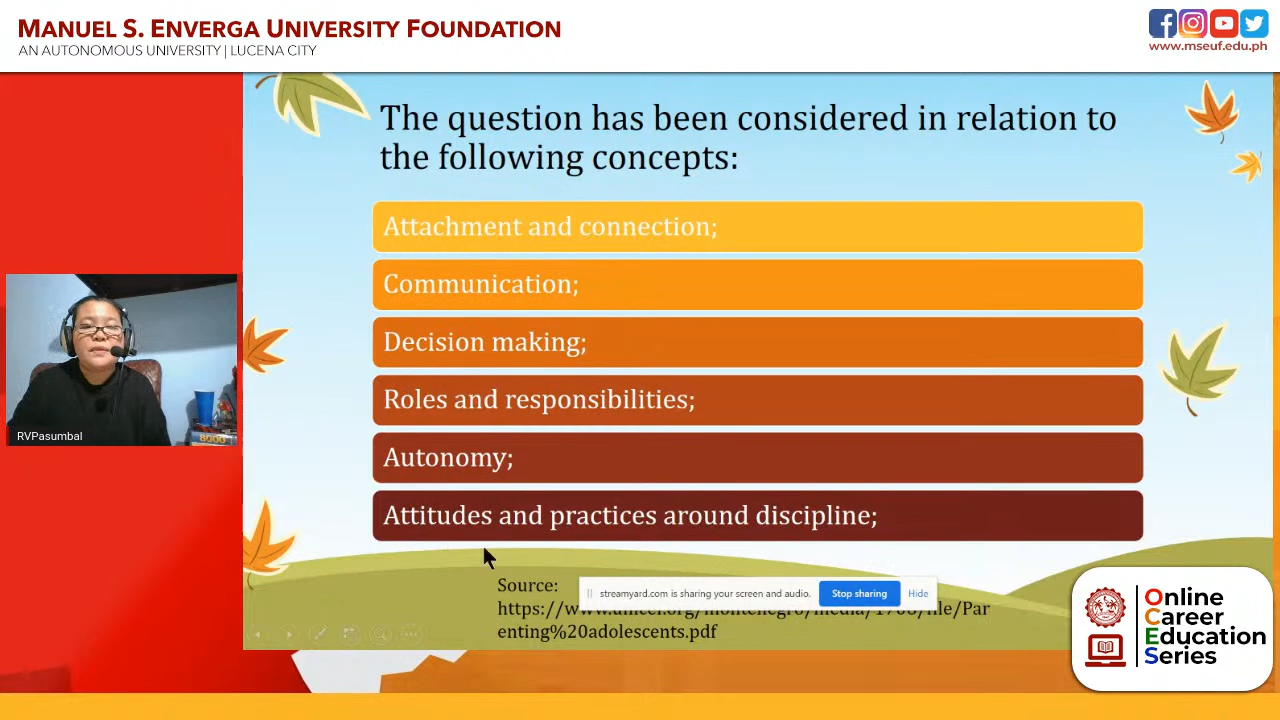 MANUEL S. ENVERGA UNIVERSITY FOUNDATION
AN AUTONOMOUS UNIVERSITY | LUCENA CITY
www.mseuf.edu.ph
The question has been considered in relation to
the following concepts:
Attachment and connection;
Communication;
Decision making;
Roles and responsibilities;
Autonomy;
Attitudes and practices around discipline;
RVPasumbal
8000
Source:
streamyard.com is sharing your screen and audio.
Stop sharing
Hide
enting%20adolescents.pdf
Online
Career
Education
Series